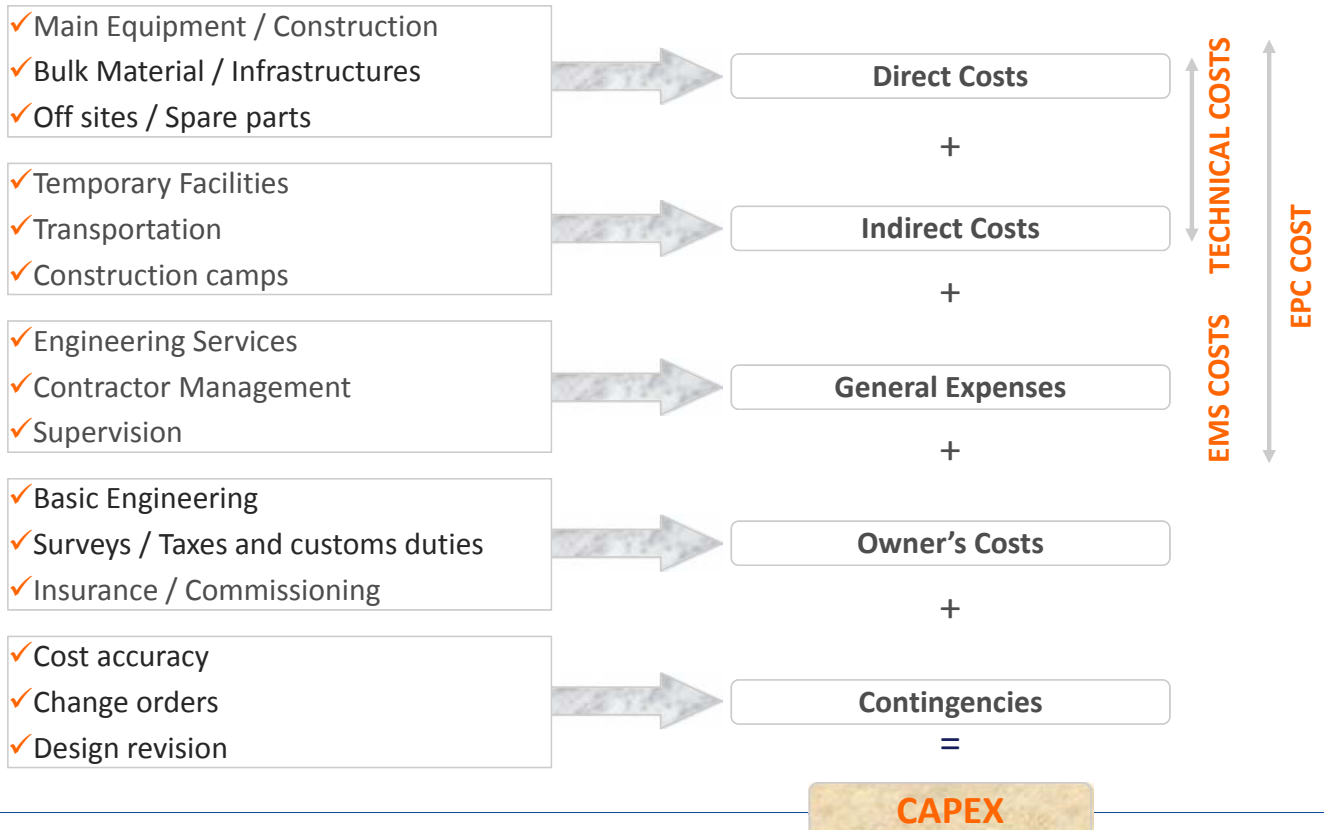 ✓Main Equipment / Construction
✓Bulk Material / Infrastructures
✓Off sites / Spare parts
Direct Costs
+
✓Temporary Facilities
✓Transportation
✓Construction camps
Indirect Costs
+
✓Engineering Services
✓Contractor Management
✓Supervision
General Expenses
+
✓Basic Engineering
✓Surveys / Taxes and customs duties
✓Insurance / Commissioning
Owner’s Costs
+
✓Cost accuracy
✓Change orders
✓Design revision
Contingencies
=
CAPEX
TECHNICAL COSTS
EMS COSTS
EPC COST